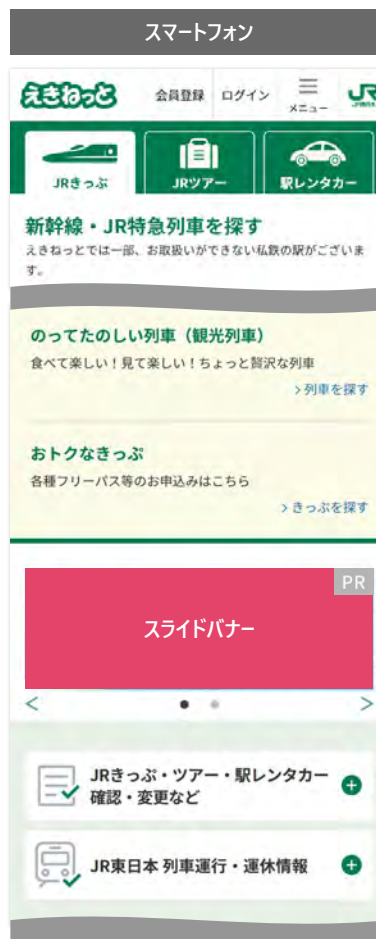 スマートフォン
えきねっと 会員登録 ログイン メニュー JR
JRきっぷ JRツアー 駅レンタカー
新幹線・JR特急列車を探す
えきねっとでは一部、お取扱いができない私鉄の駅がございま
す。
のってたのしい列車（観光列車）
食べて楽しい！見て楽しい！ちょっと贅沢な列車
>列車を探す
おトクなきっぷ
各種フリーパス等のお申込みはこちら
>きっぷを探す
PR
スライドバナー
< >
JRきっぷ・ツアー・駅レンタカー
確認・変更など
JR東日本 列車運行・運休情報